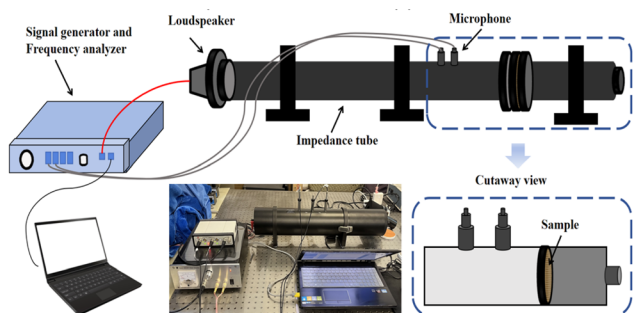 Signal generator and
Frequency analyzer
Loudspeaker
Microphone
Impedance tube
Cutaway view
Sample